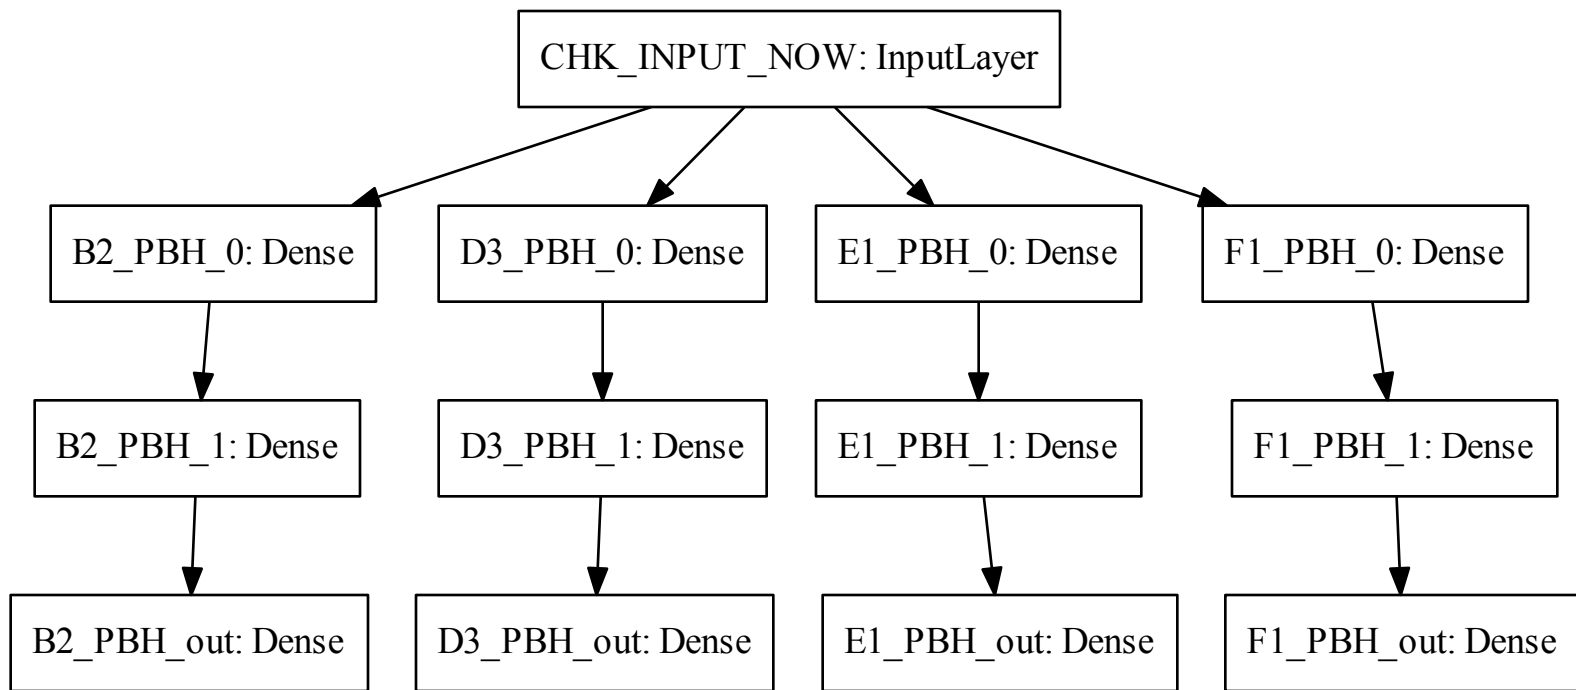 CHK_INPUT_NOW: InputLayer
B2_PBH_0: Dense
D3_PBH_0: Dense
E1_PBH_0: Dense
F1_PBH_0: Dense
B2_PBH_1: Dense
D3_PBH_1: Dense
E1_PBH_1: Dense
F1_PBH_1: Dense
B2_PBH_out: Dense
D3_PBH_out: Dense
E1_PBH_out: Dense
F1_PBH_out: Dense